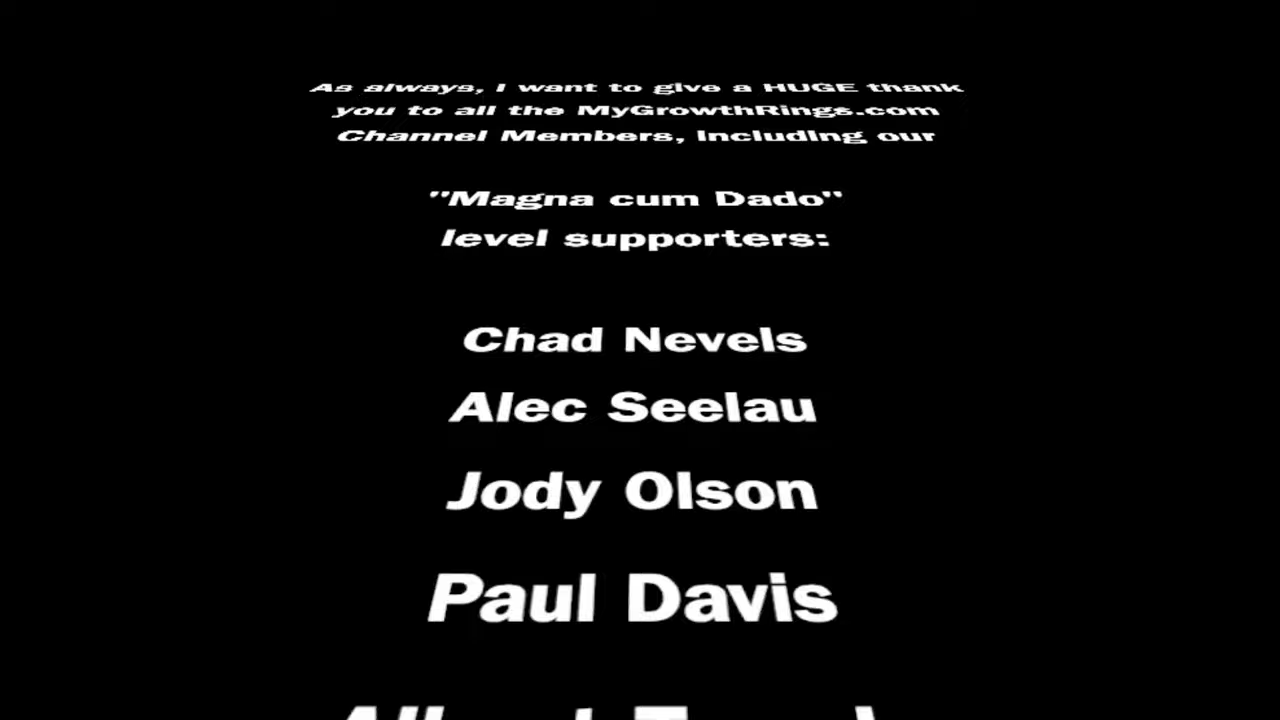 As always, I want to give a HUGE thank
you to all the MyGrowthRings.com
Channel Members, including our
"Magna cum Dado"
level supporters:
Chad Nevels
Alec Seelau
Jody Olson
Paul Davis